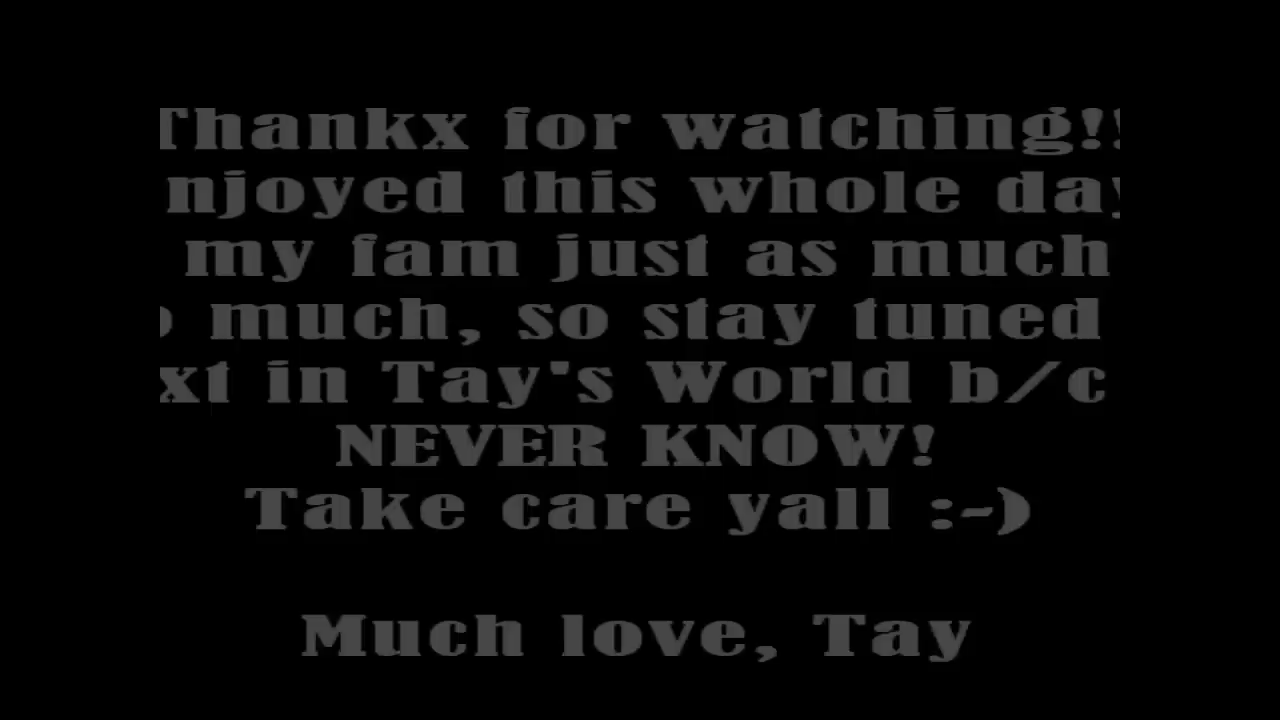 Thankx for watching!!
njoyed this whole day
my fam just as much
much, so stay tuned
xt in Tay's World b/c
NEVER KNOW!
Take care yall :-)
Much love, Tay